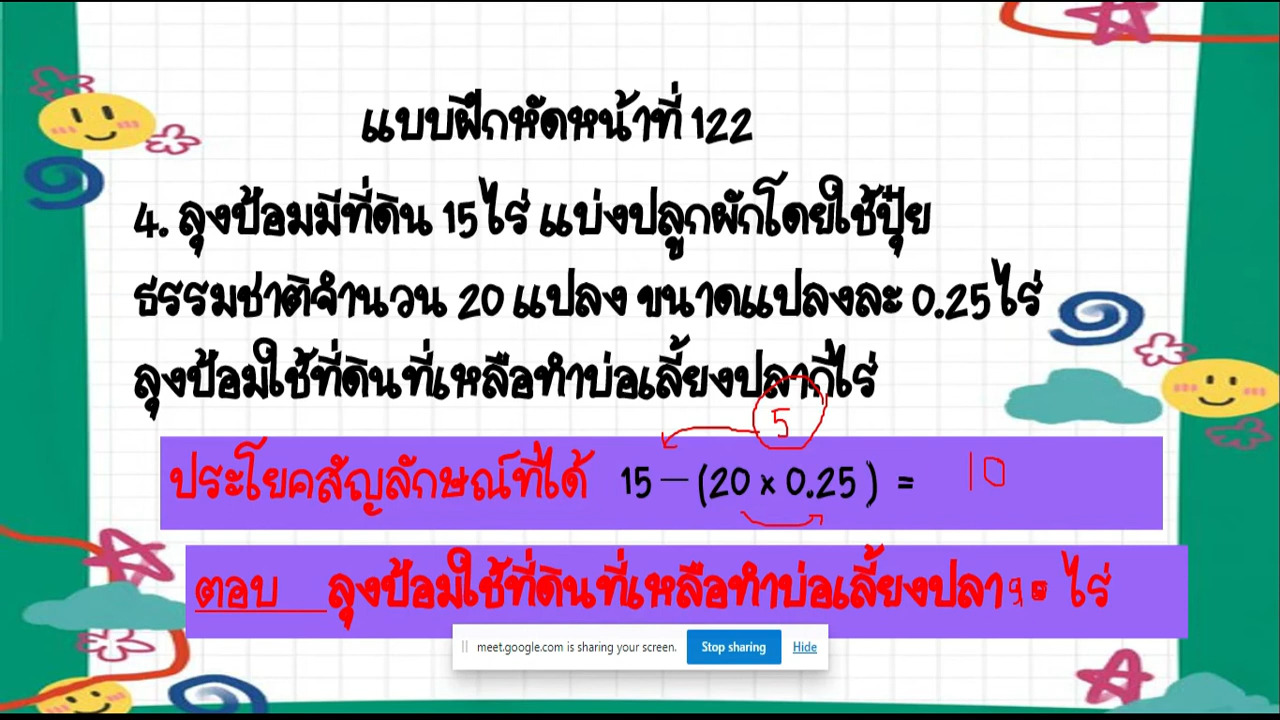 แบบฝึกหัดหน้าที่ 122
4. ลุงป้อมมีที่ดิน 15 ไร่ แบ่งปลูกผักโดยใช้ปุ๋ย
ธรรมชาติจำนวน 20 แปลง ขนาดแปลงละ 0.25 ไร่
ลุงป้อมใช้ที่ดินที่เหลือทำบ่อเลี้ยงปลากี่ไร่
5
ประโยคสัญลักษณ์ที่ได้ 15 - (20 x 0.25) = 10
ตอบ ลุงป้อมใช้ที่ดินที่เหลือทำบ่อเลี้ยงปลา ๑๐ ไร่
meet.google.com is sharing your screen. Stop sharing Hide